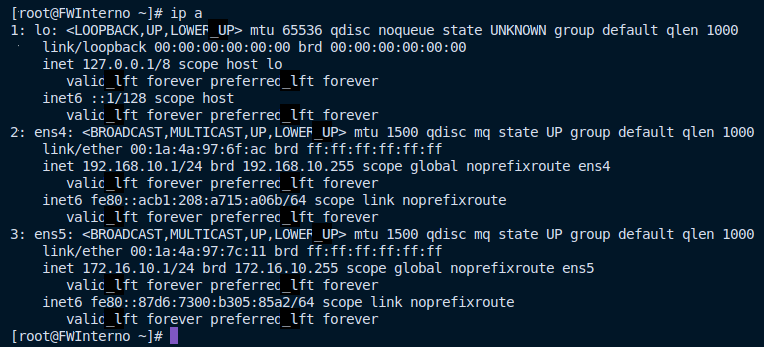 [root@FWInterno ~]# ip a
1: lo: <LOOPBACK,UP,LOWER_UP> mtu 65536 qdisc noqueue state UNKNOWN group default qlen 1000
    link/loopback 00:00:00:00:00:00 brd 00:00:00:00:00:00
    inet 127.0.0.1/8 scope host lo
       valid_lft forever preferred_lft forever
    inet6 ::1/128 scope host
       valid_lft forever preferred_lft forever
2: ens4: <BROADCAST,MULTICAST,UP,LOWER_UP> mtu 1500 qdisc mq state UP group default qlen 1000
    link/ether 00:1a:4a:97:6f:ac brd ff:ff:ff:ff:ff:ff
    inet 192.168.10.1/24 brd 192.168.10.255 scope global noprefixroute ens4
       valid_lft forever preferred_lft forever
    inet6 fe80::acb1:208:a715:a06b/64 scope link noprefixroute
       valid_lft forever preferred_lft forever
3: ens5: <BROADCAST,MULTICAST,UP,LOWER_UP> mtu 1500 qdisc mq state UP group default qlen 1000
    link/ether 00:1a:4a:97:7c:11 brd ff:ff:ff:ff:ff:ff
    inet 172.16.10.1/24 brd 172.16.10.255 scope global noprefixroute ens5
       valid_lft forever preferred_lft forever
    inet6 fe80::87d6:7300:b305:85a2/64 scope link noprefixroute
       valid_lft forever preferred_lft forever
[root@FWInterno ~]#